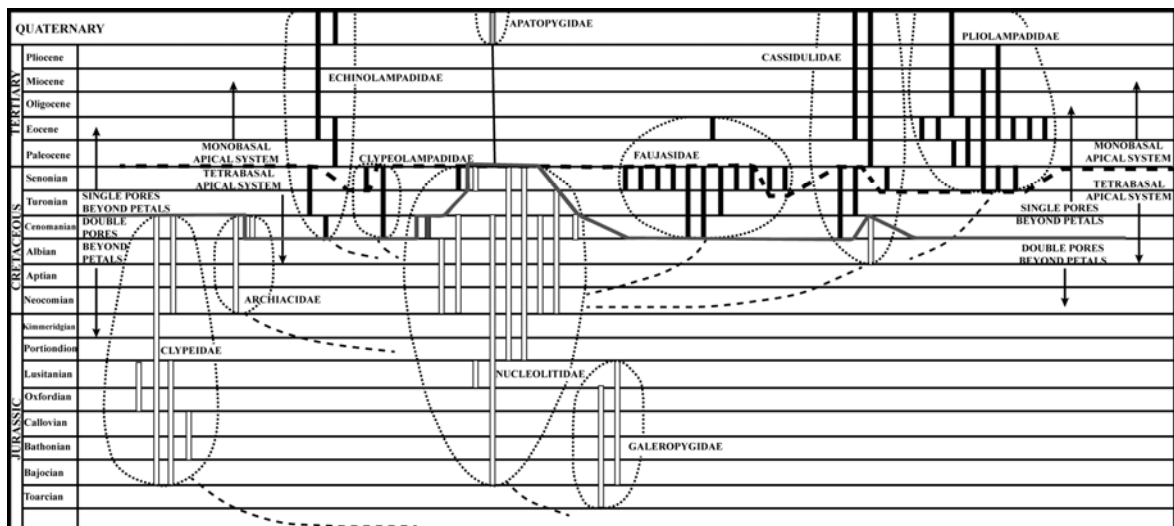 QUATERNARY
APATOPYGIDAE
PLIOLAMPADIDAE
TERTIARY
Pliocene
CASSIDULIDAE
Miocene
ECHINOLAMPADIDAE
Oligocene
Eocene
MONOBASAL
APICAL SYSTEM
Paleocene
CLYPEOLAMPADIDAE
FAUJASIDAE
MONOBASAL
APICAL SYSTEM
CRETACEOUS
Senonian
TETRABASAL
APICAL SYSTEM
TETRABASAL
APICAL SYSTEM
Turonian
SINGLE PORES
BEYOND PETALS
SINGLE PORES
BEYOND PETALS
Cenomanian
DOUBLE
PORES
BEYOND
PETALS
Albian
DOUBLE PORES
BEYOND PETALS
Aptian
Neocomian
ARCHIACIDAE
JURASSIC
Kimmeridgian
Portiondion
CLYPEIDAE
Lusitanian
NUCLEOLITIDAE
Oxfordian
Callovian
Bathonian
GALEROPYGIDAE
Bajocian
Toarcian